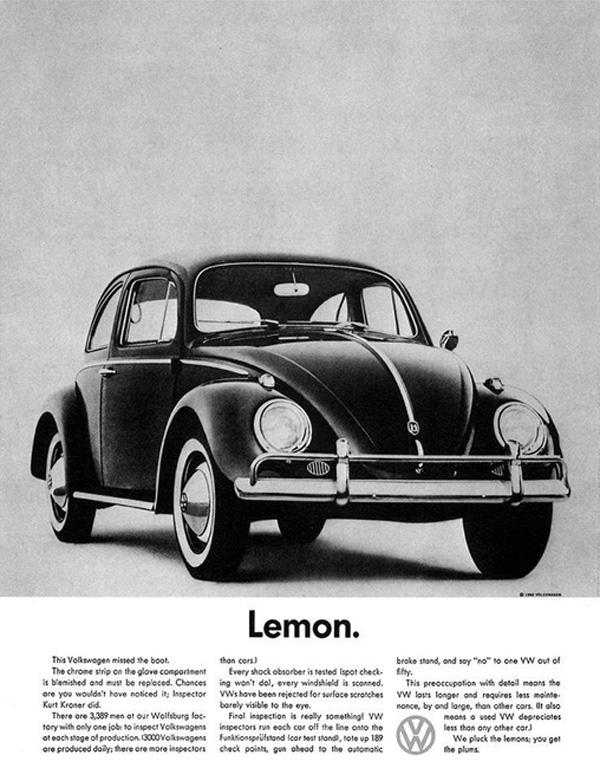 © 1960 VOLKSWAGEN
Lemon.
This Volkswagen missed the boat.
The chrome strip on the glove compartment
is blemished and must be replaced. Chances
are you wouldn't have noticed it; Inspector
Kurt Kroner did.
There are 3,389 men at our Wolfsburg fac-
tory with only one job: to inspect Volkswagens
at each stage of production. (3000 Volkswagens
are produced daily; there are more inspectors
than cars.)
Every shock absorber is tested (spot check-
ing won't do), every windshield is scanned.
VWs have been rejected for surface scratches
barely visible to the eye.
Final inspection is really something! VW
inspectors run each car off the line onto the
Funktionsprüfstand (car test stand), tote up 189
check points, gun ahead to the automatic
brake stand, and say "no" to one VW out of
fifty.
This preoccupation with detail means the
VW lasts longer and requires less mainte-
nance, by and large, than other cars. (It also
means a used VW depreciates
less than any other car.)
We pluck the lemons; you get
the plums.
VW